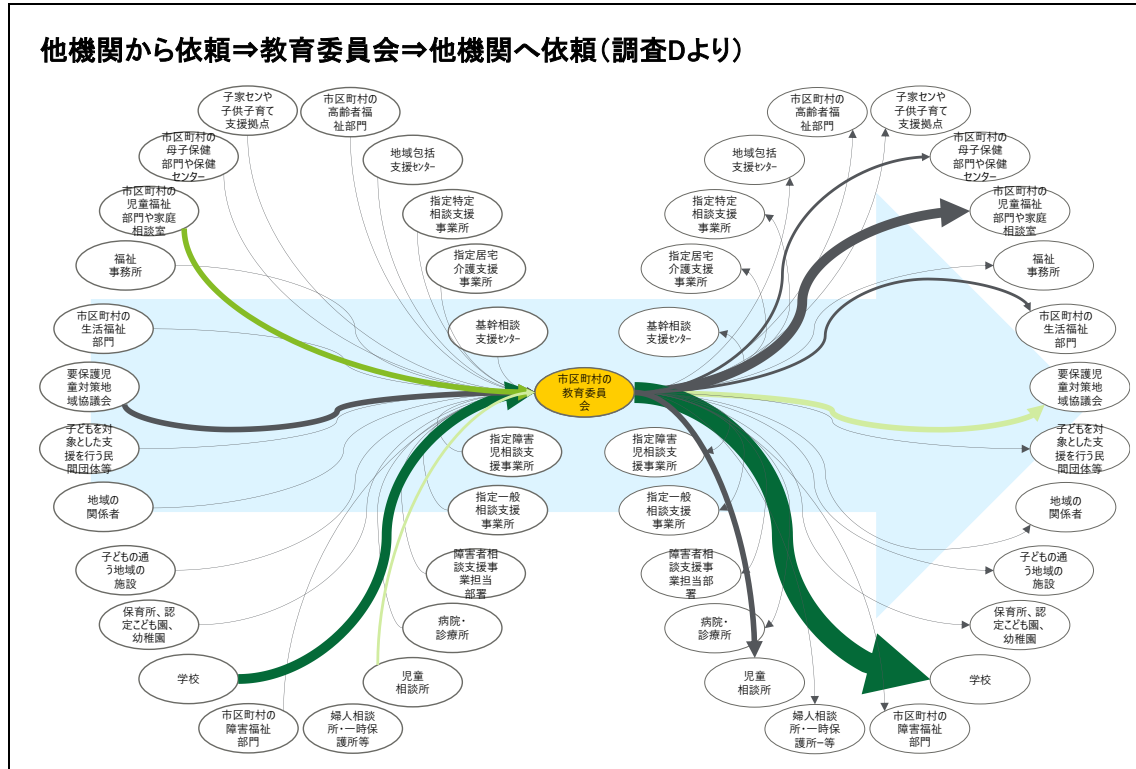 他機関から依頼⇒教育委員会⇒他機関へ依頼（調査Dより）
子家センや
子供子育て
支援拠点
市区町村の
高齢者福
祉部門
市区町村の
母子保健
部門や保健
センター
地域包括
支援ｾﾝﾀｰ
市区町村の
児童福祉
部門や家庭
相談室
指定特定
相談支援
事業所
福祉
事務所
指定居宅
介護支援
事業所
市区町村の
生活福祉
部門
基幹相談
支援ｾﾝﾀｰ
要保護児
童対策地
域協議会
子どもを対
象とした支
援を行う民
間団体等
指定障害
児相談支
援事業所
地域の
関係者
指定一般
相談支援
事業所
子どもの通
う地域の
施設
障害者相
談支援事
業担当部
署
保育所、認
定こども園、
幼稚園
病院・
診療所
学校
児童
相談所
市区町村の
障害福祉
部門
婦人相談
所・一時保
護所等
市区町村の
教育委員
会
市区町村の
高齢者福
祉部門
子家センや
子供子育て
支援拠点
地域包括
支援ｾﾝﾀｰ
市区町村の
母子保健
部門や保健
センター
指定特定
相談支援
事業所
市区町村の
児童福祉
部門や家庭
相談室
指定居宅
介護支援
事業所
福祉
事務所
基幹相談
支援ｾﾝﾀｰ
市区町村の
生活福祉
部門
要保護児
童対策地
域協議会
指定障害
児相談支
援事業所
子どもを対
象とした支
援を行う民
間団体等
指定一般
相談支援
事業所
地域の
関係者
障害者相
談支援事
業担当部
署
子どもの通
う地域の
施設
病院・
診療所
保育所、認
定こども園、
幼稚園
児童
相談所
学校
婦人相談
所・一時保
護所ｰ等
市区町村の
障害福祉
部門